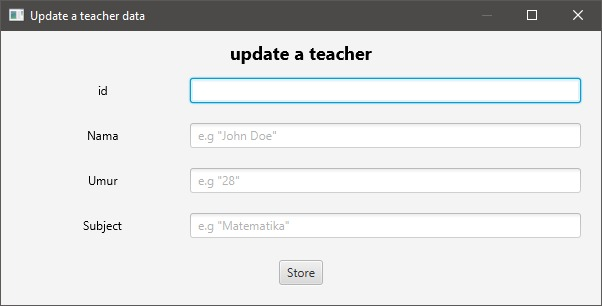 Update a teacher data
update a teacher
id
Nama e.g "John Doe"
Umur e.g "28"
Subject e.g "Matematika"
Store